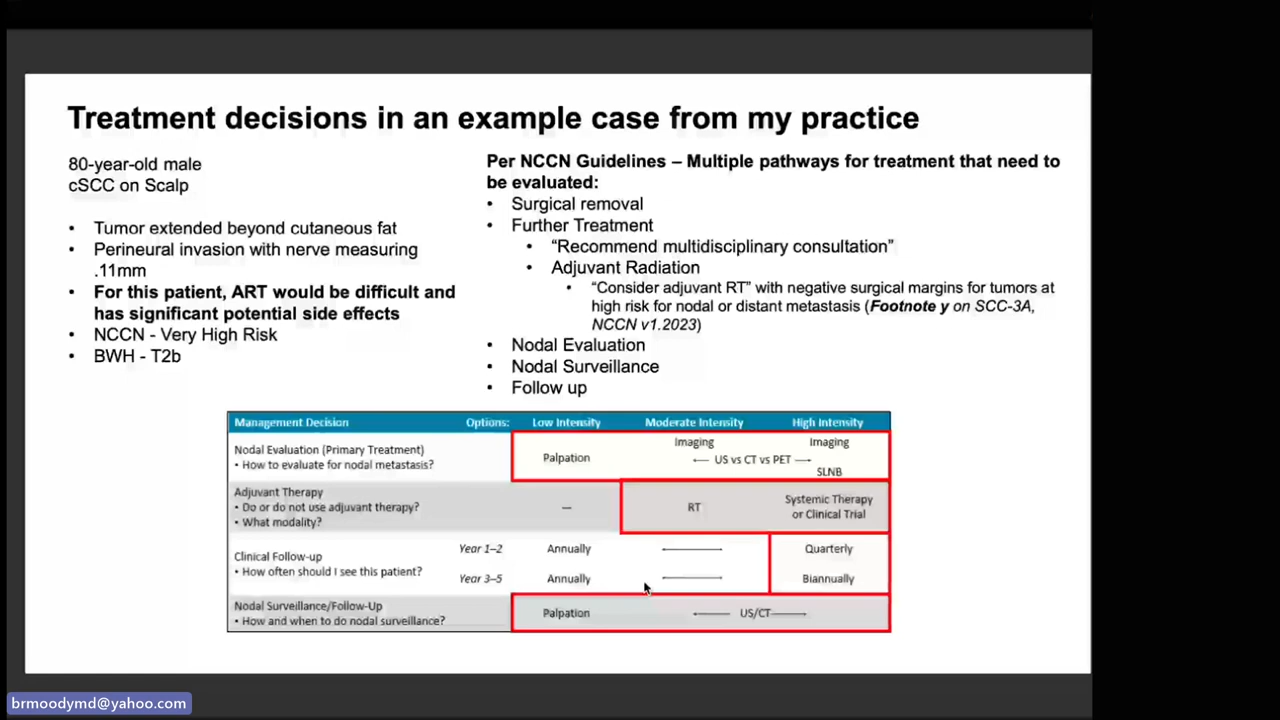 Treatment decisions in an example case from my practice
80-year-old male
cSCC on Scalp
• Tumor extended beyond cutaneous fat
• Perineural invasion with nerve measuring
.11mm
• For this patient, ART would be difficult and
has significant potential side effects
• NCCN - Very High Risk
• BWH - T2b
Per NCCN Guidelines – Multiple pathways for treatment that need to
be evaluated:
• Surgical removal
• Further Treatment
• “Recommend multidisciplinary consultation”
• Adjuvant Radiation
• “Consider adjuvant RT” with negative surgical margins for tumors at
high risk for nodal or distant metastasis (Footnote y on SCC-3A,
NCCN v1.2023)
• Nodal Evaluation
• Nodal Surveillance
• Follow up
Management Decision Options: Low Intensity Moderate Intensity High Intensity
Nodal Evaluation (Primary Treatment)
• How to evaluate for nodal metastasis?
Palpation
Imaging Imaging
US vs CT vs PET
SLNB
Adjuvant Therapy
• Do or do not use adjuvant therapy?
• What modality?
—
RT
Systemic Therapy
or Clinical Trial
Clinical Follow-up
• How often should I see this patient?
Year 1–2 Annually Quarterly
Year 3–5 Annually Biannually
Nodal Surveillance/Follow-Up
• How and when to do nodal surveillance?
Palpation US/CT
brmoodymd@yahoo.com